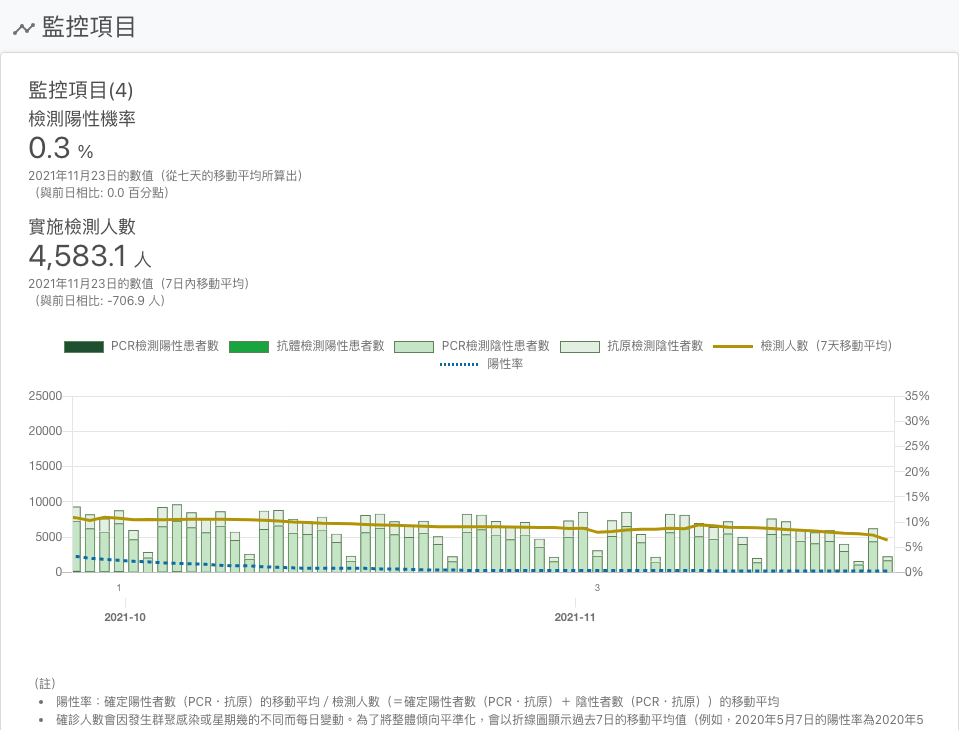 監控項目
監控項目(4)
檢測陽性機率
0.3 %
2021年11月23日的數值（從七天的移動平均所算出）
（與前日相比: 0.0 百分點）
實施檢測人數
4,583.1 人
2021年11月23日的數值（7日內移動平均）
（與前日相比: -706.9 人）
PCR檢測陽性患者數 抗體檢測陽性患者數 PCR檢測陰性患者數 抗原檢測陰性者數 檢測人數（7天移動平均）
陽性率
25000 35%
30%
20000
25%
15000 20%
15%
10000
10%
5000
5%
0 0%
1 3
2021-10 2021-11
（註）
• 陽性率：確定陽性者數（PCR・抗原）的移動平均 / 檢測人數（＝確定陽性者數（PCR・抗原）＋ 陰性者數（PCR・抗原））的移動平均
• 確診人數會因發生群聚感染或星期幾的不同而每日變動。為了將整體傾向平準化，會以折線圖顯示過去7日的移動平均值（例如，2020年5月7日的陽性率為2020年5